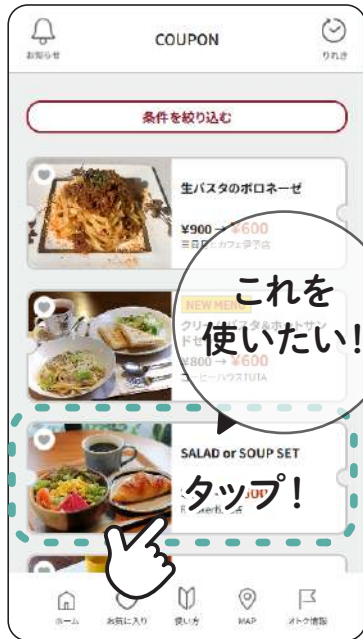 お知らせ
COUPON
りれき
条件を絞り込む
生パスタのボロネーゼ
¥900 → ¥600
NEW MENU
これを
使いたい!
¥800 →
SALAD or SOUP SET
タップ!
ホーム
お気に入り
使い方
MAP
オトク情報